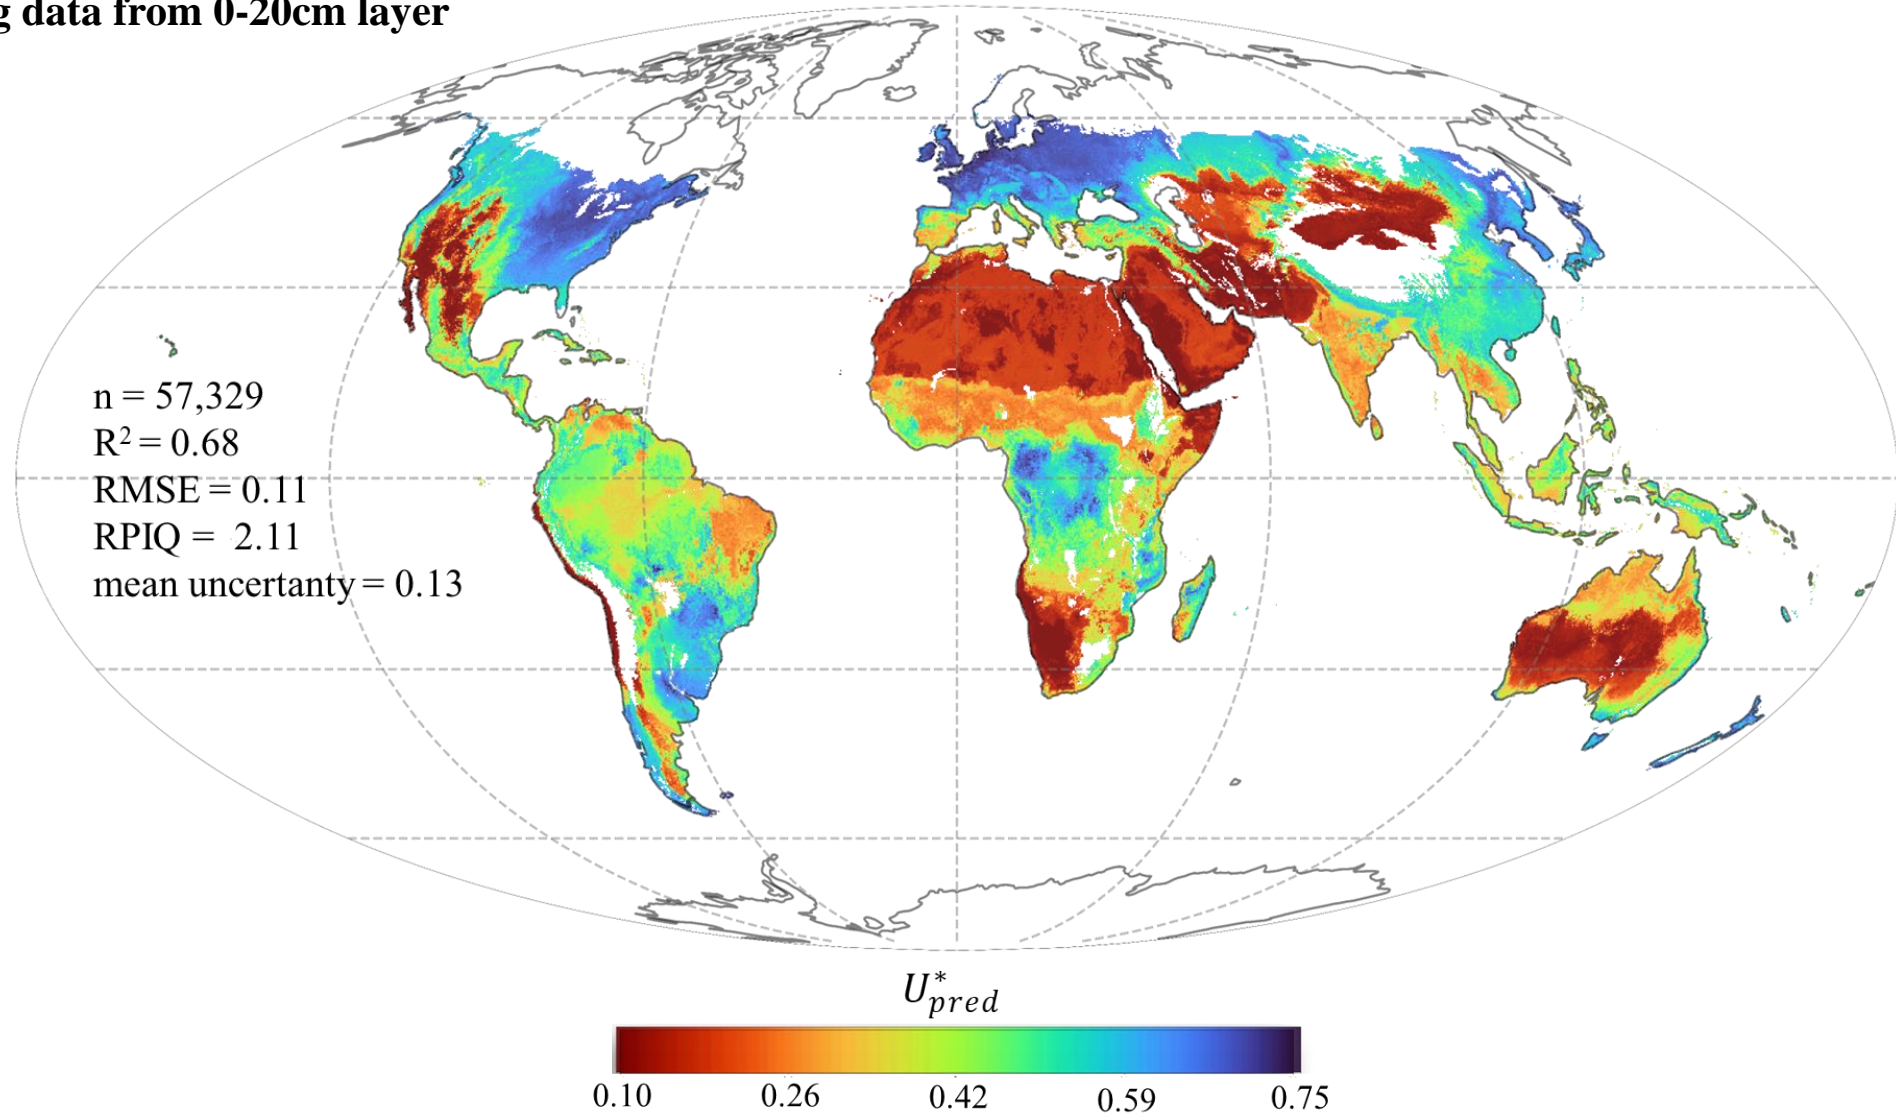 g data from 0-20cm layer
n = 57,329
R² = 0.68
RMSE = 0.11
RPIQ = 2.11
mean uncertanty = 0.13
U*pred
0.10 0.26 0.42 0.59 0.75